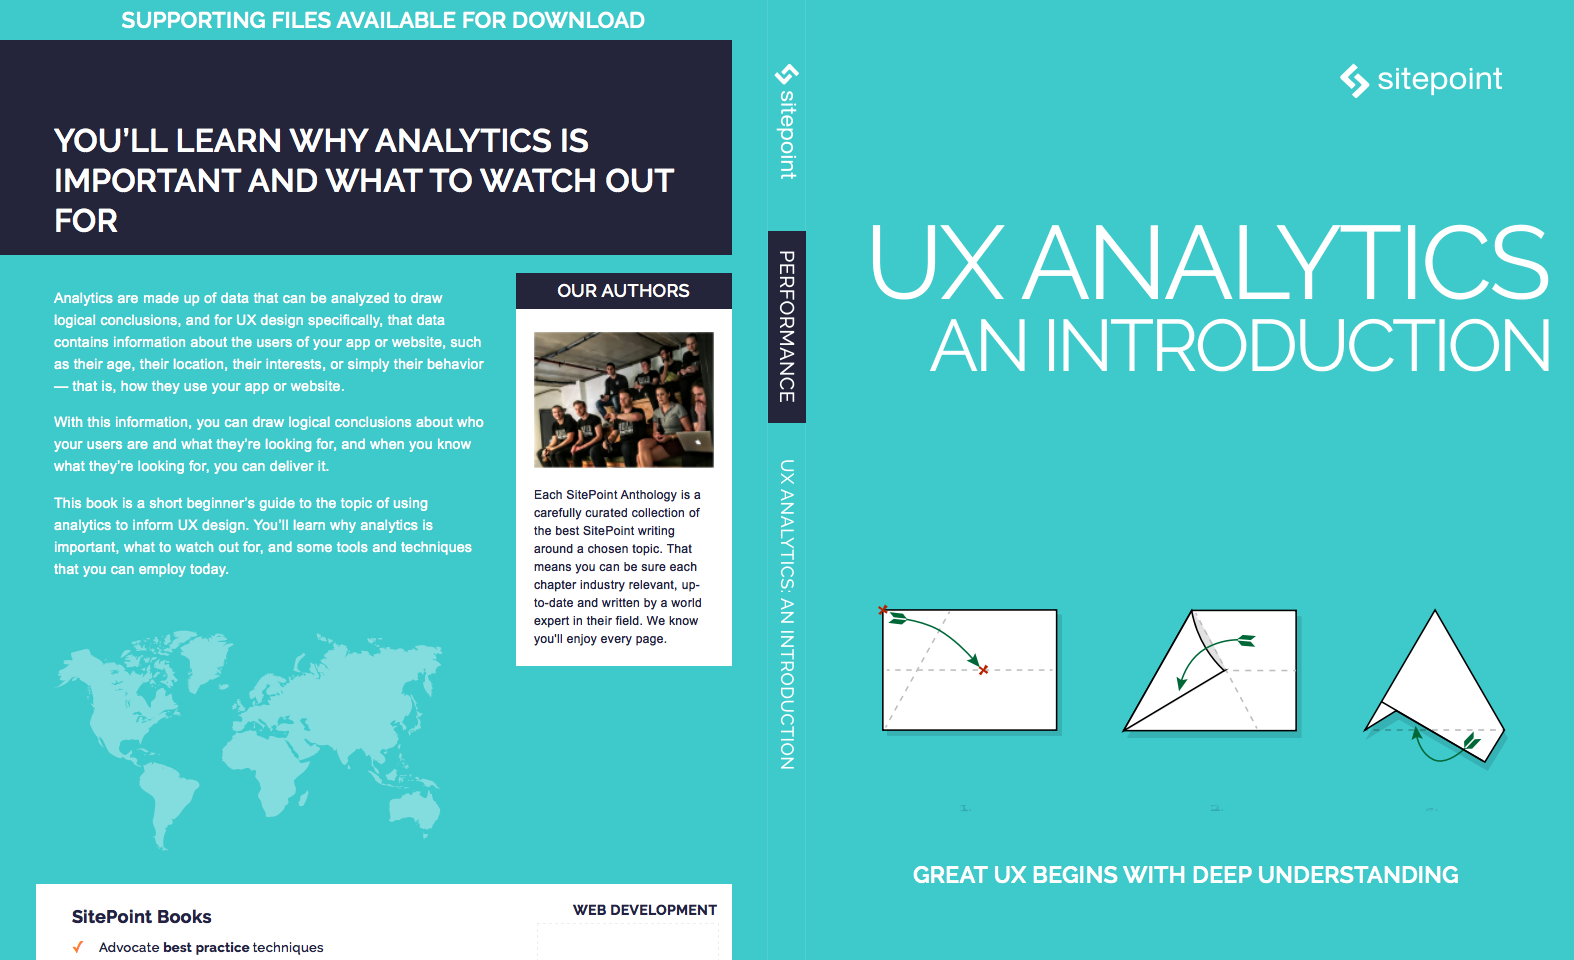 SUPPORTING FILES AVAILABLE FOR DOWNLOAD
YOU’LL LEARN WHY ANALYTICS IS
IMPORTANT AND WHAT TO WATCH OUT
FOR
Analytics are made up of data that can be analyzed to draw
logical conclusions, and for UX design specifically, that data
contains information about the users of your app or website, such
as their age, their location, their interests, or simply their behavior
— that is, how they use your app or website.
With this information, you can draw logical conclusions about who
your users are and what they’re looking for, and when you know
what they’re looking for, you can deliver it.
This book is a short beginner’s guide to the topic of using
analytics to inform UX design. You’ll learn why analytics is
important, what to watch out for, and some tools and techniques
that you can employ today.
OUR AUTHORS
Each SitePoint Anthology is a
carefully curated collection of
the best SitePoint writing
around a chosen topic. That
means you can be sure each
chapter industry relevant, up-
to-date and written by a world
expert in their field. We know
you'll enjoy every page.
SitePoint Books
Advocate best practice techniques
WEB DEVELOPMENT
sitepoint
PERFORMANCE
UX ANALYTICS: AN INTRODUCTION
sitepoint
UX ANALYTICS
AN INTRODUCTION
GREAT UX BEGINS WITH DEEP UNDERSTANDING